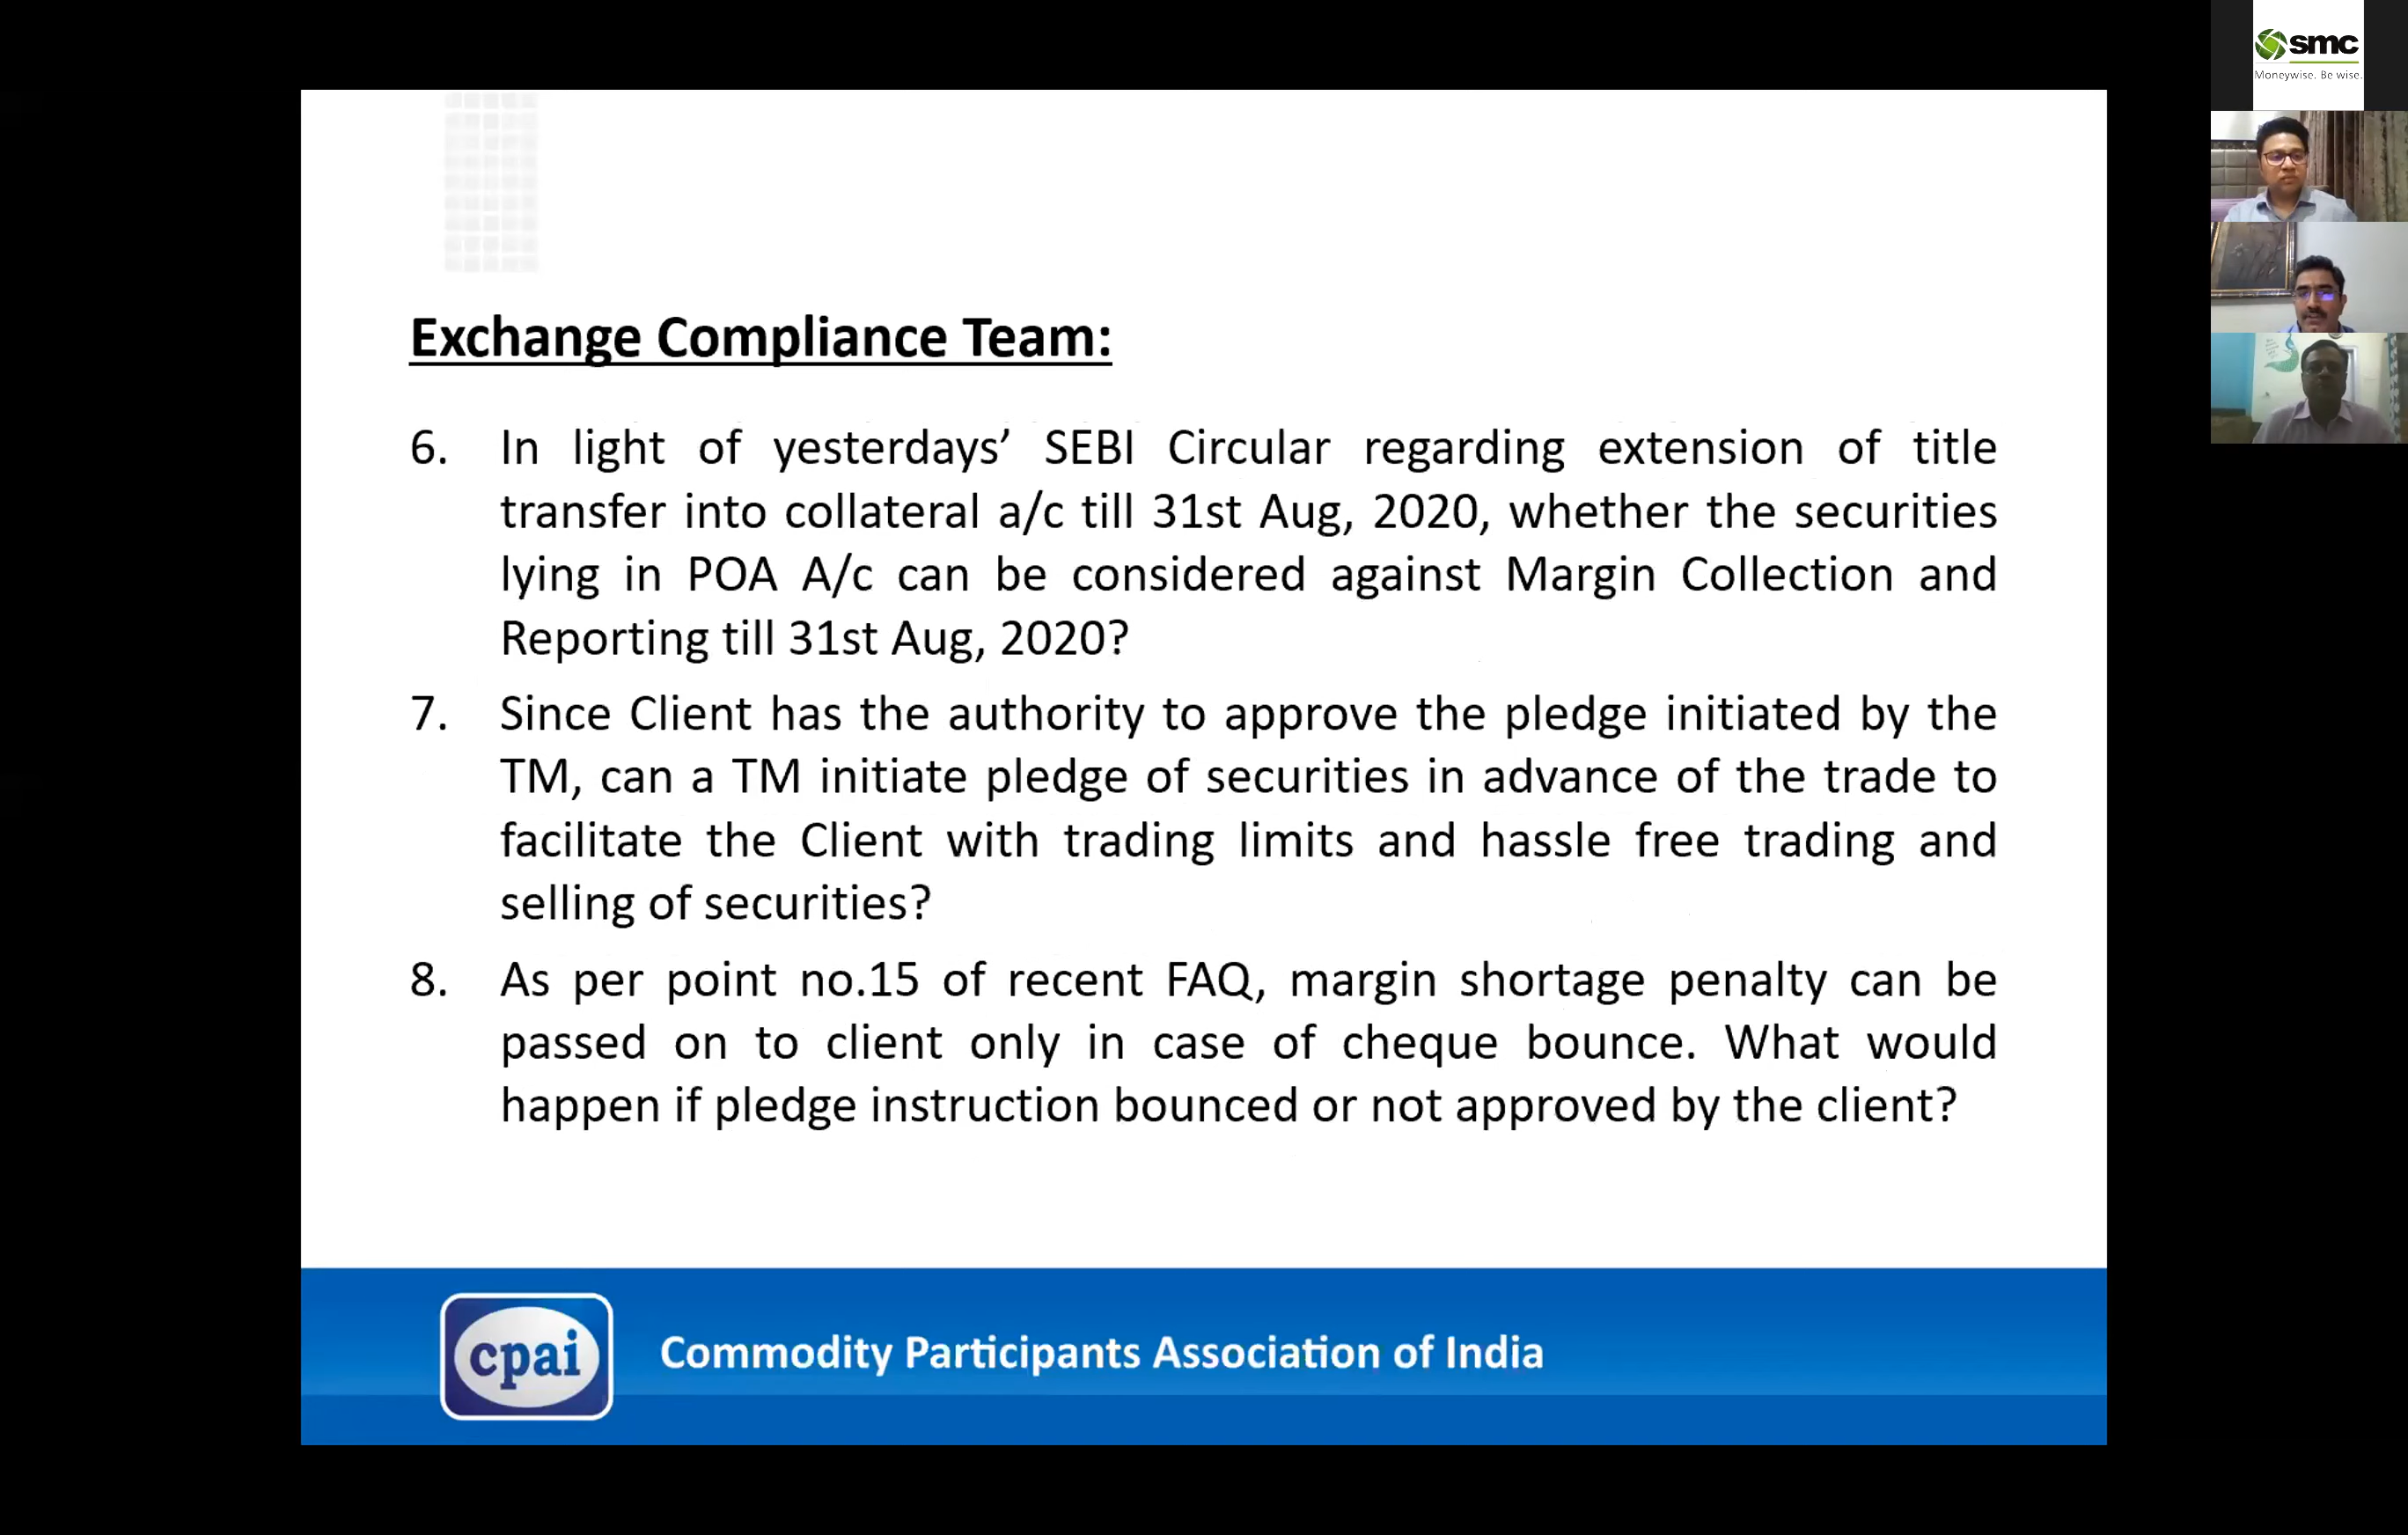 smc
Moneywise. Be wise.
Exchange Compliance Team:
6. In light of yesterdays’ SEBI Circular regarding extension of title
transfer into collateral a/c till 31st Aug, 2020, whether the securities
lying in POA A/c can be considered against Margin Collection and
Reporting till 31st Aug, 2020?
7. Since Client has the authority to approve the pledge initiated by the
TM, can a TM initiate pledge of securities in advance of the trade to
facilitate the Client with trading limits and hassle free trading and
selling of securities?
8. As per point no.15 of recent FAQ, margin shortage penalty can be
passed on to client only in case of cheque bounce. What would
happen if pledge instruction bounced or not approved by the client?
cpai
Commodity Participants Association of India